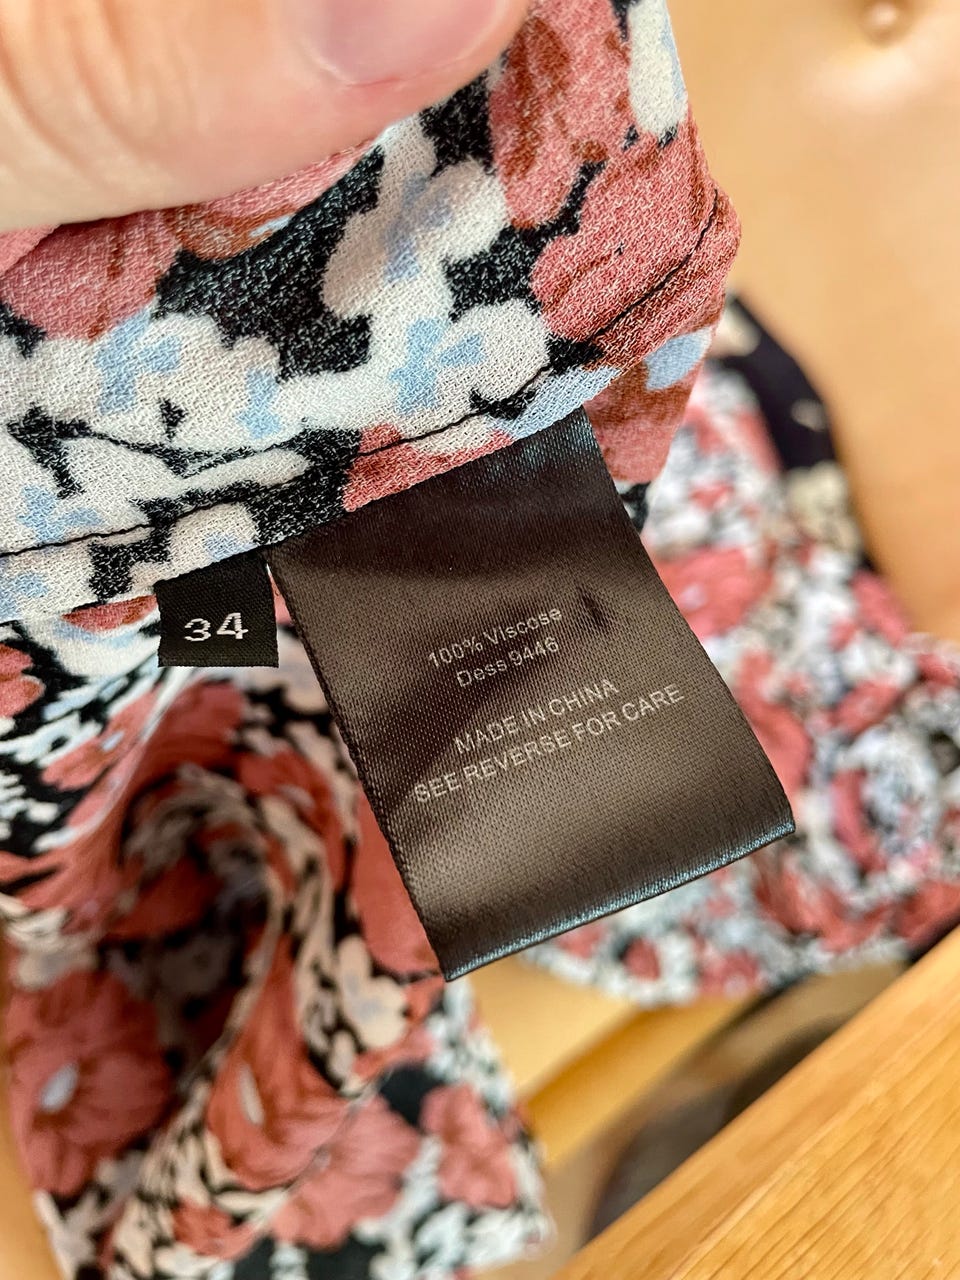 34
100% Viscose
Dess 9446
MADE IN CHINA
SEE REVERSE FOR CARE